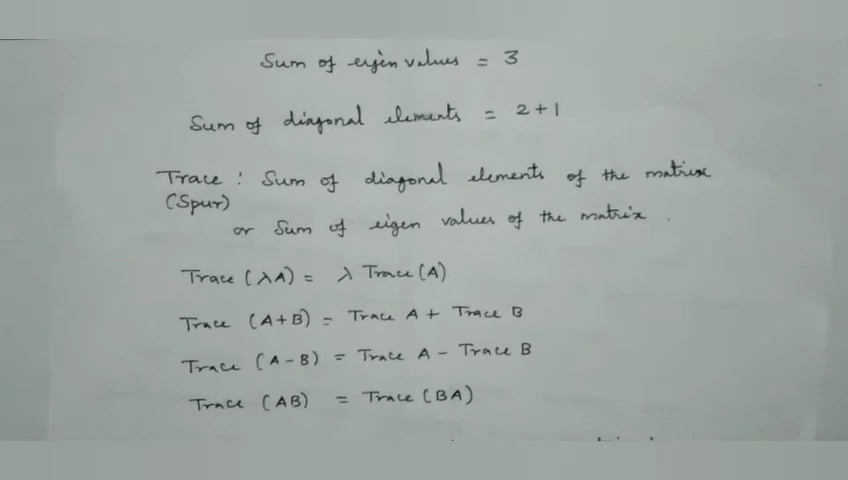 Sum of eigen values = 3
Sum of diagonal elements = 2+1
Trace : Sum of diagonal elements of the matrix
(Spur)
or Sum of eigen values of the matrix .
Trace (λA) = λ Trace (A)
Trace (A+B) = Trace A + Trace B
Trace (A-B) = Trace A - Trace B
Trace (AB) = Trace (BA)